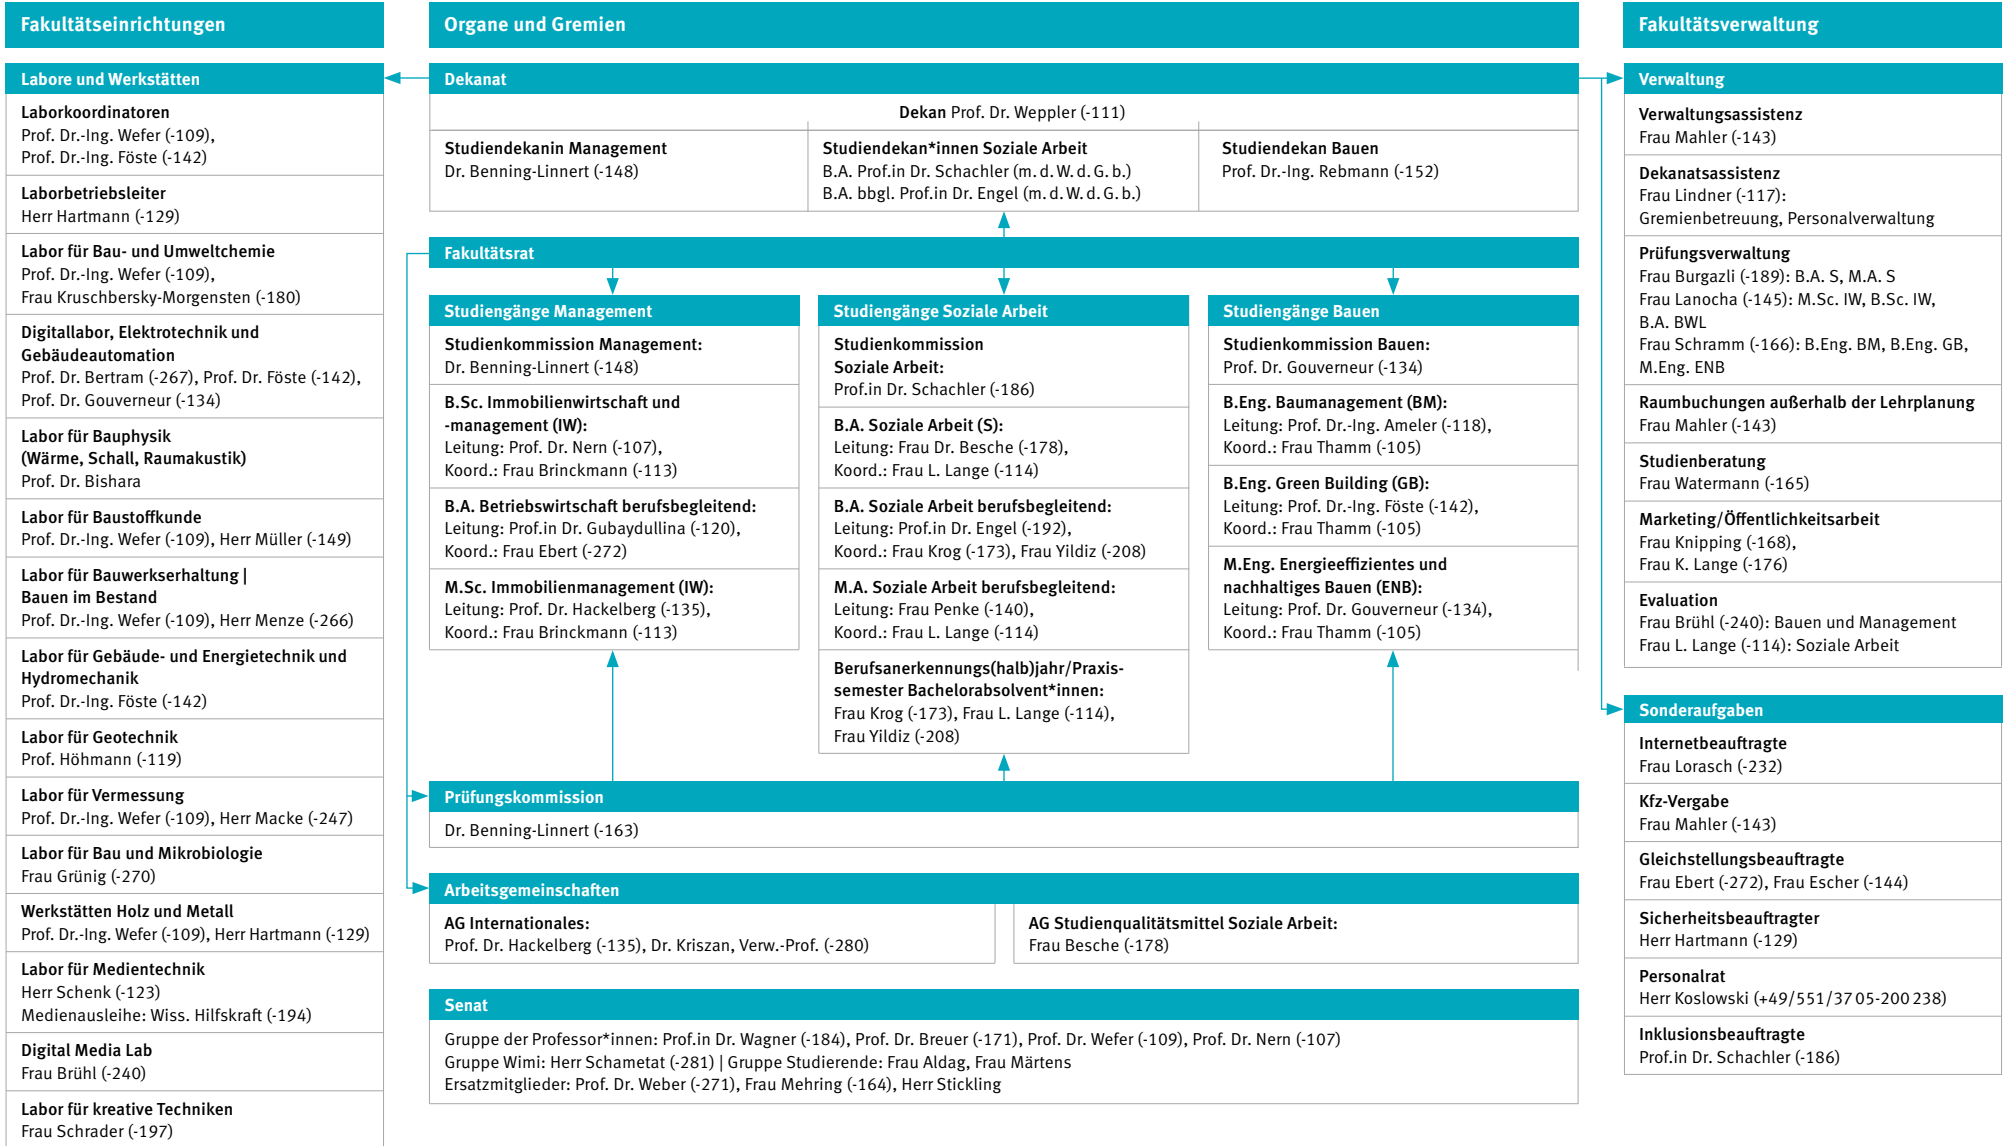 Fakultätseinrichtungen
Labore und Werkstätten
Laborkoordinatoren
Prof. Dr.-Ing. Wefer (-109),
Prof. Dr.-Ing. Föste (-142)
Laborbetriebsleiter
Herr Hartmann (-129)
Labor für Bau- und Umweltchemie
Prof. Dr.-Ing. Wefer (-109),
Frau Kruschbersky-Morgensten (-180)
Digitallabor, Elektrotechnik und
Gebäudeautomation
Prof. Dr. Bertram (-267), Prof. Dr. Föste (-142),
Prof. Dr. Gouverneur (-134)
Labor für Bauphysik
(Wärme, Schall, Raumakustik)
Prof. Dr. Bishara
Labor für Baustoffkunde
Prof. Dr.-Ing. Wefer (-109), Herr Müller (-149)
Labor für Bauwerkserhaltung |
Bauen im Bestand
Prof. Dr.-Ing. Wefer (-109), Herr Menze (-266)
Labor für Gebäude- und Energietechnik und
Hydromechanik
Prof. Dr.-Ing. Föste (-142)
Labor für Geotechnik
Prof. Höhmann (-119)
Labor für Vermessung
Prof. Dr.-Ing. Wefer (-109), Herr Macke (-247)
Labor für Bau und Mikrobiologie
Frau Grünig (-270)
Werkstätten Holz und Metall
Prof. Dr.-Ing. Wefer (-109), Herr Hartmann (-129)
Labor für Medientechnik
Herr Schenk (-123)
Medienausleihe: Wiss. Hilfskraft (-194)
Digital Media Lab
Frau Brühl (-240)
Labor für kreative Techniken
Frau Schrader (-197)
Organe und Gremien
Dekanat
Dekan Prof. Dr. Weppler (-111)
Studiendekanin Management
Dr. Benning-Linnert (-148)
Studiendekan*innen Soziale Arbeit
B.A. Prof.in Dr. Schachler (m. d. W. d. G. b.)
B.A. bbgl. Prof.in Dr. Engel (m. d. W. d. G. b.)
Studiendekan Bauen
Prof. Dr.-Ing. Rebmann (-152)
Fakultätsrat
Studiengänge Management
Studienkommission Management:
Dr. Benning-Linnert (-148)
B.Sc. Immobilienwirtschaft und
-management (IW):
Leitung: Prof. Dr. Nern (-107),
Koord.: Frau Brinckmann (-113)
B.A. Betriebswirtschaft berufsbegleitend:
Leitung: Prof.in Dr. Gubaydullina (-120),
Koord.: Frau Ebert (-272)
M.Sc. Immobilienmanagement (IW):
Leitung: Prof. Dr. Hackelberg (-135),
Koord.: Frau Brinckmann (-113)
Studiengänge Soziale Arbeit
Studienkommission
Soziale Arbeit:
Prof.in Dr. Schachler (-186)
B.A. Soziale Arbeit (S):
Leitung: Frau Dr. Besche (-178),
Koord.: Frau L. Lange (-114)
B.A. Soziale Arbeit berufsbegleitend:
Leitung: Prof.in Dr. Engel (-192),
Koord.: Frau Krog (-173), Frau Yildiz (-208)
M.A. Soziale Arbeit berufsbegleitend:
Leitung: Frau Penke (-140),
Koord.: Frau L. Lange (-114)
Berufsanerkennungs(halb)jahr/Praxis-
semester Bachelorabsolvent*innen:
Frau Krog (-173), Frau L. Lange (-114),
Frau Yildiz (-208)
Studiengänge Bauen
Studienkommission Bauen:
Prof. Dr. Gouverneur (-134)
B.Eng. Baumanagement (BM):
Leitung: Prof. Dr.-Ing. Ameler (-118),
Koord.: Frau Thamm (-105)
B.Eng. Green Building (GB):
Leitung: Prof. Dr.-Ing. Föste (-142),
Koord.: Frau Thamm (-105)
M.Eng. Energieeffizientes und
nachhaltiges Bauen (ENB):
Leitung: Prof. Dr. Gouverneur (-134),
Koord.: Frau Thamm (-105)
Prüfungskommission
Dr. Benning-Linnert (-163)
Arbeitsgemeinschaften
AG Internationales:
Prof. Dr. Hackelberg (-135), Dr. Kriszan, Verw.-Prof. (-280)
AG Studienqualitätsmittel Soziale Arbeit:
Frau Besche (-178)
Senat
Gruppe der Professor*innen: Prof.in Dr. Wagner (-184), Prof. Dr. Breuer (-171), Prof. Dr. Wefer (-109), Prof. Dr. Nern (-107)
Gruppe Wimi: Herr Schametat (-281) | Gruppe Studierende: Frau Aldag, Frau Märtens
Ersatzmitglieder: Prof. Dr. Weber (-271), Frau Mehring (-164), Herr Stickling
Fakultätsverwaltung
Verwaltung
Verwaltungsassistenz
Frau Mahler (-143)
Dekanatsassistenz
Frau Lindner (-117):
Gremienbetreuung, Personalverwaltung
Prüfungsverwaltung
Frau Burgazli (-189): B.A. S, M.A. S
Frau Lanocha (-145): M.Sc. IW, B.Sc. IW,
B.A. BWL
Frau Schramm (-166): B.Eng. BM, B.Eng. GB,
M.Eng. ENB
Raumbuchungen außerhalb der Lehrplanung
Frau Mahler (-143)
Studienberatung
Frau Watermann (-165)
Marketing/Öffentlichkeitsarbeit
Frau Knipping (-168),
Frau K. Lange (-176)
Evaluation
Frau Brühl (-240): Bauen und Management
Frau L. Lange (-114): Soziale Arbeit
Sonderaufgaben
Internetbeauftragte
Frau Lorasch (-232)
Kfz-Vergabe
Frau Mahler (-143)
Gleichstellungsbeauftragte
Frau Ebert (-272), Frau Escher (-144)
Sicherheitsbeauftragter
Herr Hartmann (-129)
Personalrat
Herr Koslowski (+49/551/37 05-200 238)
Inklusionsbeauftragte
Prof.in Dr. Schachler (-186)